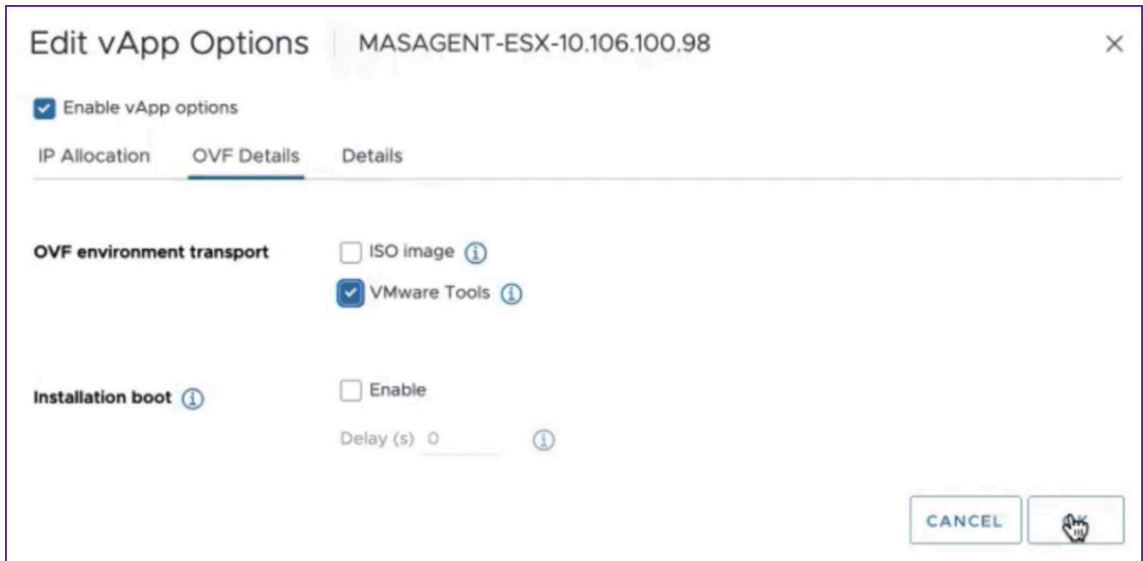 Edit vApp Options MASAGENT-ESX-10.106.100.98
Enable vApp options
IP Allocation OVF Details Details
OVF environment transport
ISO image
VMware Tools
Installation boot
Enable
Delay (s) 0
CANCEL